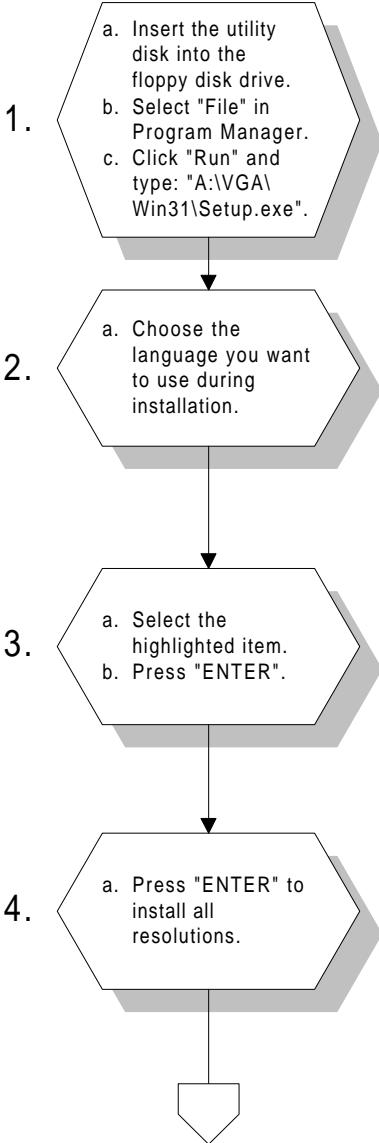 1.
a. Insert the utility
disk into the
floppy disk drive.
b. Select "File" in
Program Manager.
c. Click "Run" and
type: "A:\VGA\
Win31\Setup.exe".
2.
a. Choose the
language you want
to use during
installation.
3.
a. Select the
highlighted item.
b. Press "ENTER".
4.
a. Press "ENTER" to
install all
resolutions.